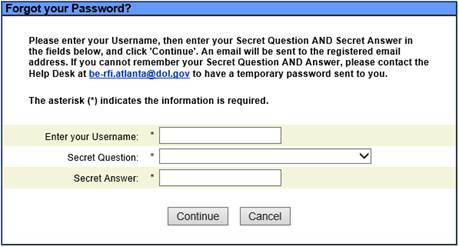 Forgot your Password?
Please enter your Username, then enter your Secret Question AND Secret Answer in
the fields below, and click 'Continue'. An email will be sent to the registered email
address. If you cannot remember your Secret Question AND Answer, please contact the
Help Desk at be-rfi.atlanta@dol.gov to have a temporary password sent to you.
The asterisk (*) indicates the information is required.
Enter your Username: *
Secret Question: *
Secret Answer: *
Continue Cancel